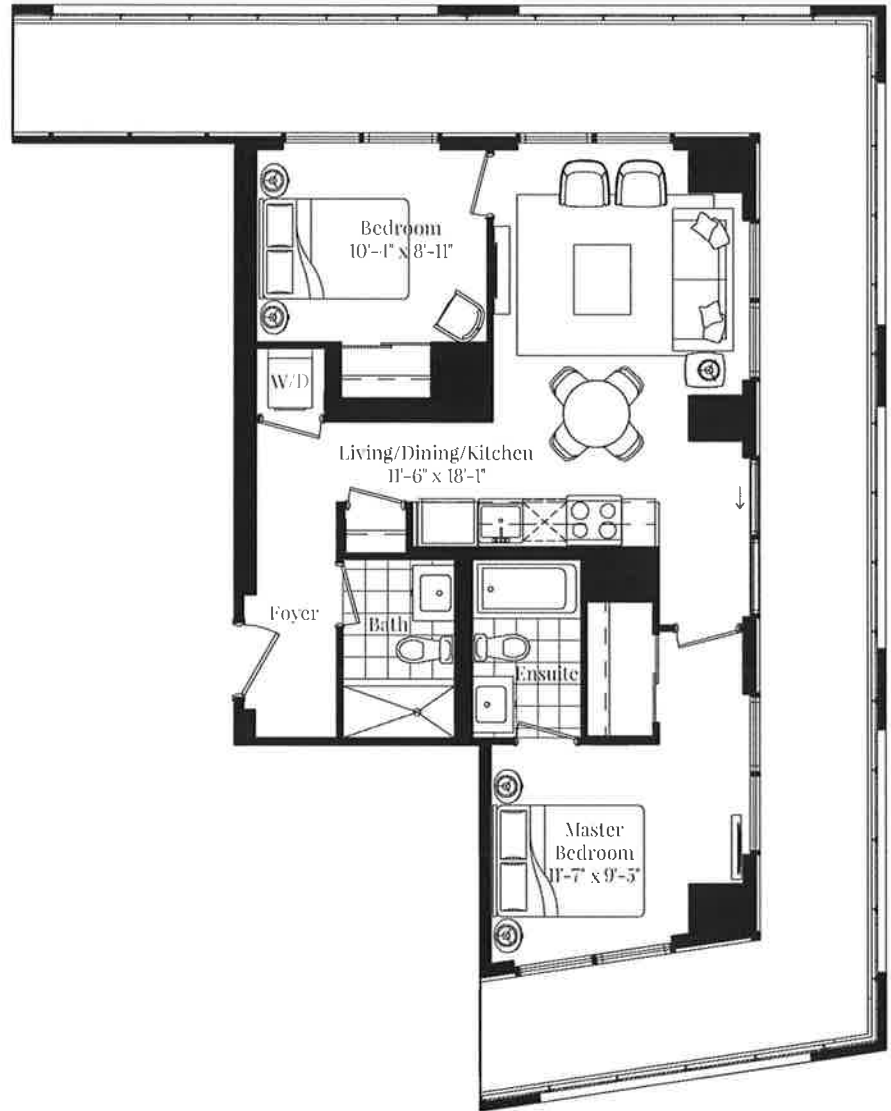 Bedroom
10'-4" x 8'-11"
W/D
Living/Dining/Kitchen
11'-6" x 18'-1"
Foyer
Bath
Ensuite
Master
Bedroom
11'-7" x 9'-5"